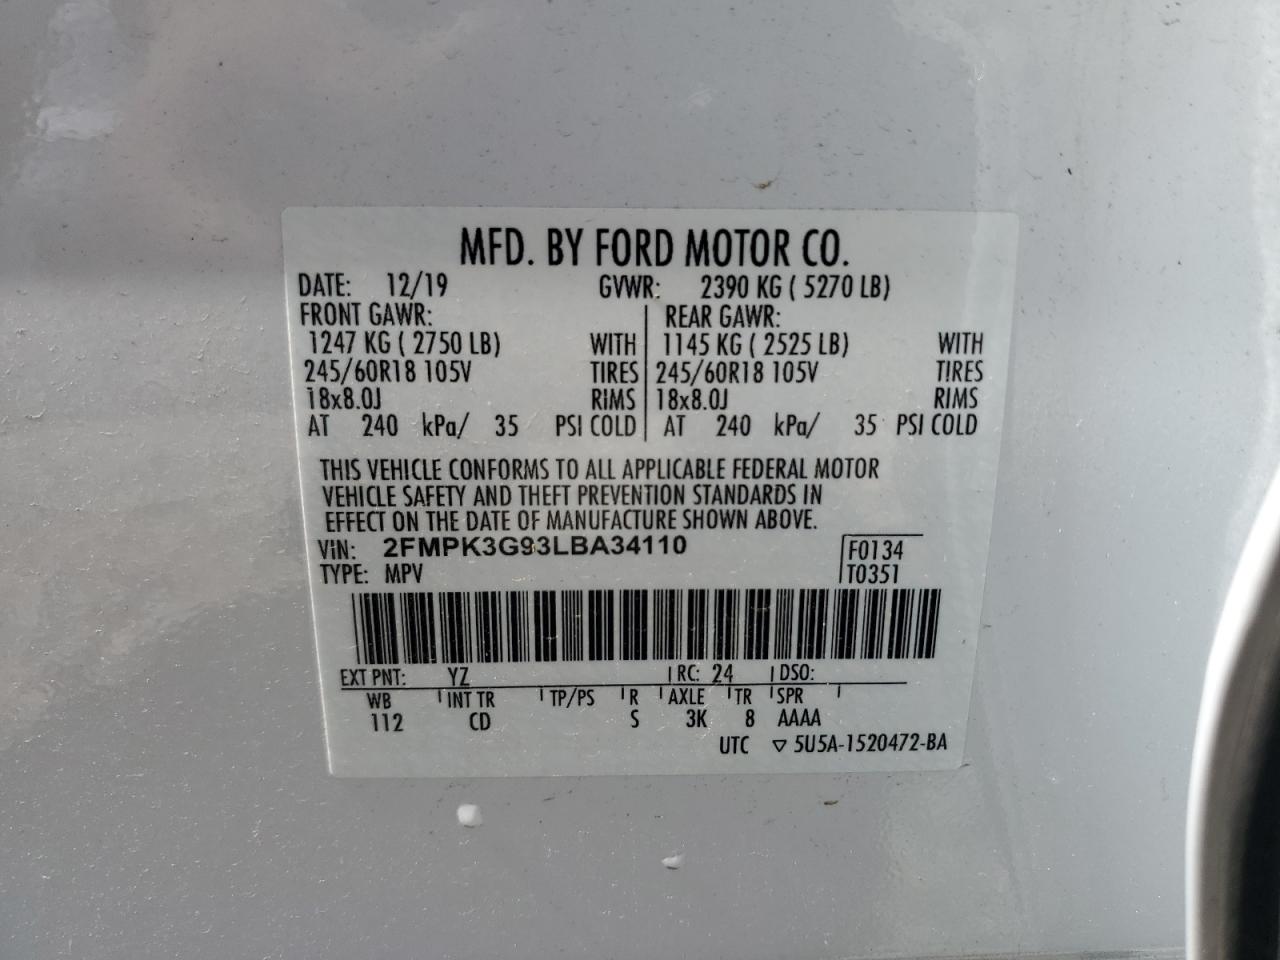 MFD. BY FORD MOTOR CO.
DATE: 12/19 GVWR: 2390 KG ( 5270 LB)
FRONT GAWR: REAR GAWR:
1247 KG ( 2750 LB) WITH 1145 KG ( 2525 LB) WITH
245/60R18 105V TIRES 245/60R18 105V TIRES
18x8.0J RIMS 18x8.0J RIMS
AT 240 kPa/ 35 PSI COLD AT 240 kPa/ 35 PSI COLD
THIS VEHICLE CONFORMS TO ALL APPLICABLE FEDERAL MOTOR
VEHICLE SAFETY AND THEFT PREVENTION STANDARDS IN
EFFECT ON THE DATE OF MANUFACTURE SHOWN ABOVE.
VIN: 2FMPK3G93LBA34110 F0134
TYPE: MPV T0351
EXT PNT: YZ RC: 24 DSO:
WB INT TR TP/PS R AXLE TR SPR
112 CD S 3K 8 AAAA
UTC ▽ 5U5A-1520472-BA